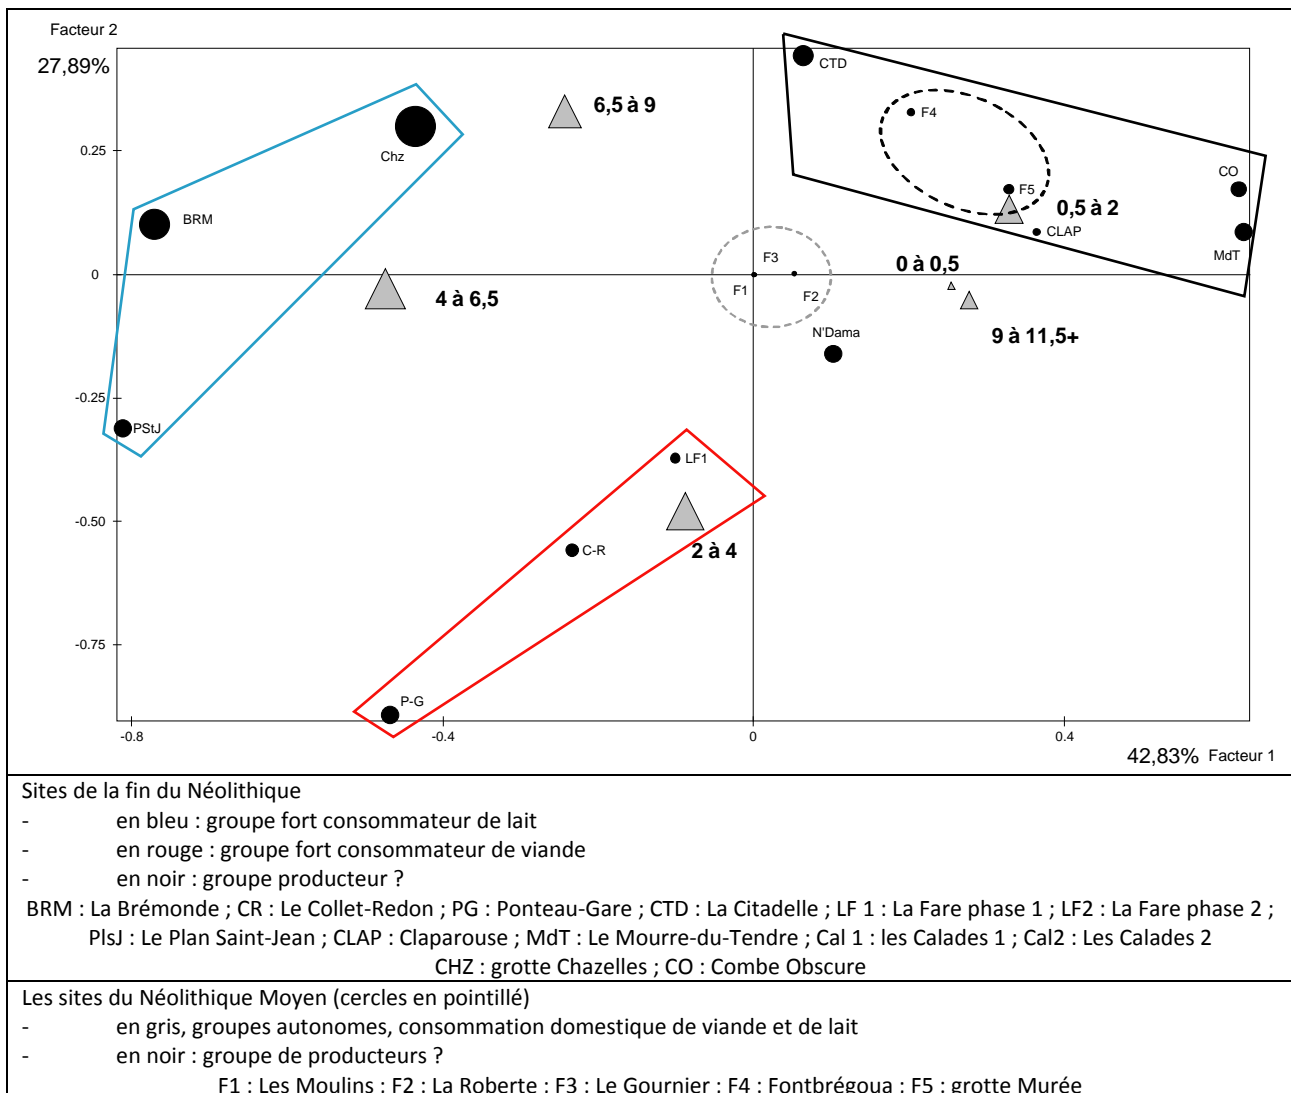 Facteur 2
27,89%
CTD
6,5 à 9
F4
0.25
Chz
CO
F5
BRM
0,5 à 2
CLAP
MdT
F3
0 à 0,5
0
F1
F2
4 à 6,5
N'Dama
9 à 11,5+
-0.25
PStJ
LF1
-0.50
C-R
2 à 4
-0.75
P-G
-0.8
-0.4
0
0.4
42,83% Facteur 1
Sites de la fin du Néolithique
- en bleu : groupe fort consommateur de lait
- en rouge : groupe fort consommateur de viande
- en noir : groupe producteur ?
BRM : La Brémonde ; CR : Le Collet-Redon ; PG : Ponteau-Gare ; CTD : La Citadelle ; LF 1 : La Fare phase 1 ; LF2 : La Fare phase 2 ;
PlsJ : Le Plan Saint-Jean ; CLAP : Claparouse ; MdT : Le Mourre-du-Tendre ; Cal 1 : les Calades 1 ; Cal2 : Les Calades 2
CHZ : grotte Chazelles ; CO : Combe Obscure
Les sites du Néolithique Moyen (cercles en pointillé)
- en gris, groupes autonomes, consommation domestique de viande et de lait
- en noir : groupe de producteurs ?
F1 : Les Moulins ; F2 : La Roberte ; F3 : Le Gournier ; F4 : Fontbrégoua ; F5 : grotte Murée